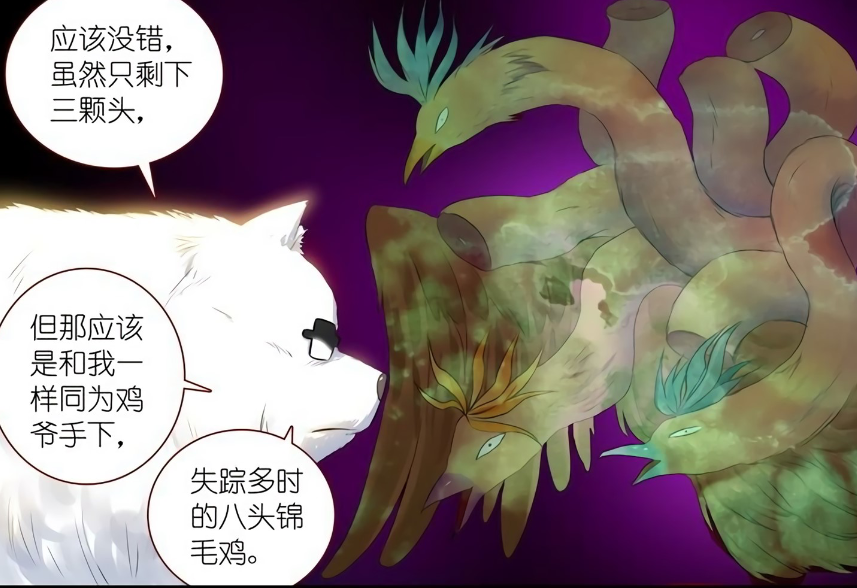 应该没错，
虽然只剩下
三颗头，
但那应该
是和我一
样同为鸡
爷手下，
失踪多时
的八头锦
毛鸡。